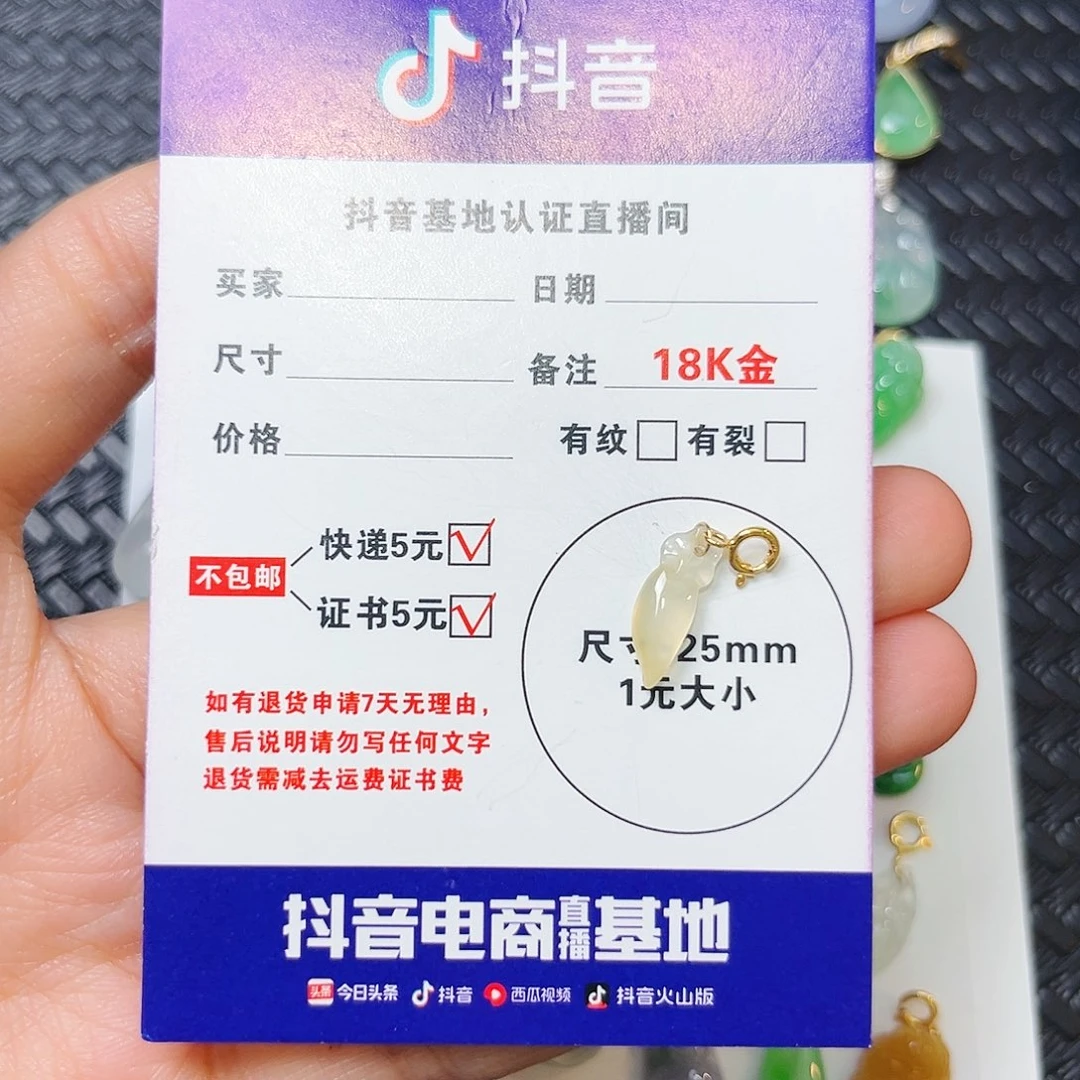 抖音
抖音基地认证直播间
买家 日期
尺寸 备注 18K金
价格 有纹 有裂
不包邮
快递5元
证书5元
尺寸 25mm
1元大小
如有退货申请7天无理由，
售后说明请勿写任何文字
退货需减去运费证书费
抖音电商直播基地
头条 今日头条 抖音 西瓜视频 抖音火山版